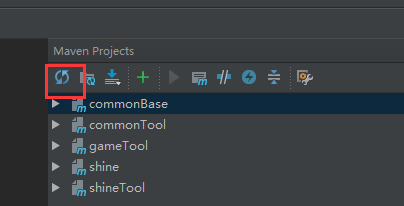 Maven Projects
commonBase
commonTool
gameTool
shine
shineTool